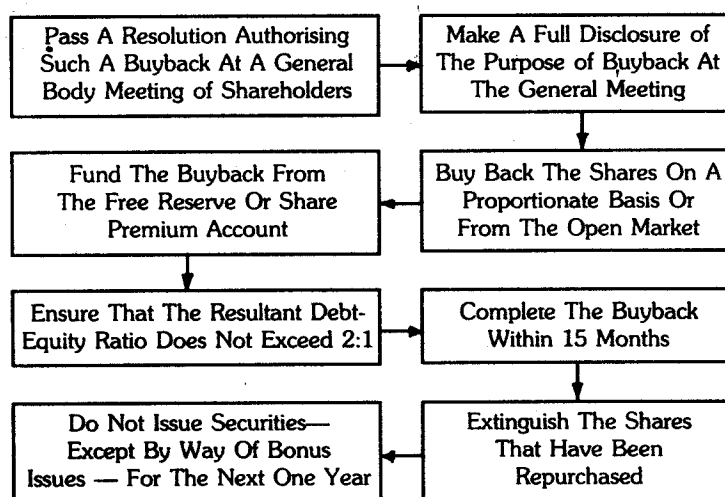 Pass A Resolution Authorising
Such A Buyback At A General
Body Meeting of Shareholders
Make A Full Disclosure of
The Purpose of Buyback At
The General Meeting
Buy Back The Shares On A
Proportionate Basis Or
From The Open Market
Fund The Buyback From
The Free Reserve Or Share
Premium Account
Ensure That The Resultant Debt-
Equity Ratio Does Not Exceed 2:1
Complete The Buyback
Within 15 Months
Extinguish The Shares
That Have Been
Repurchased
Do Not Issue Securities—
Except By Way Of Bonus
Issues — For The Next One Year